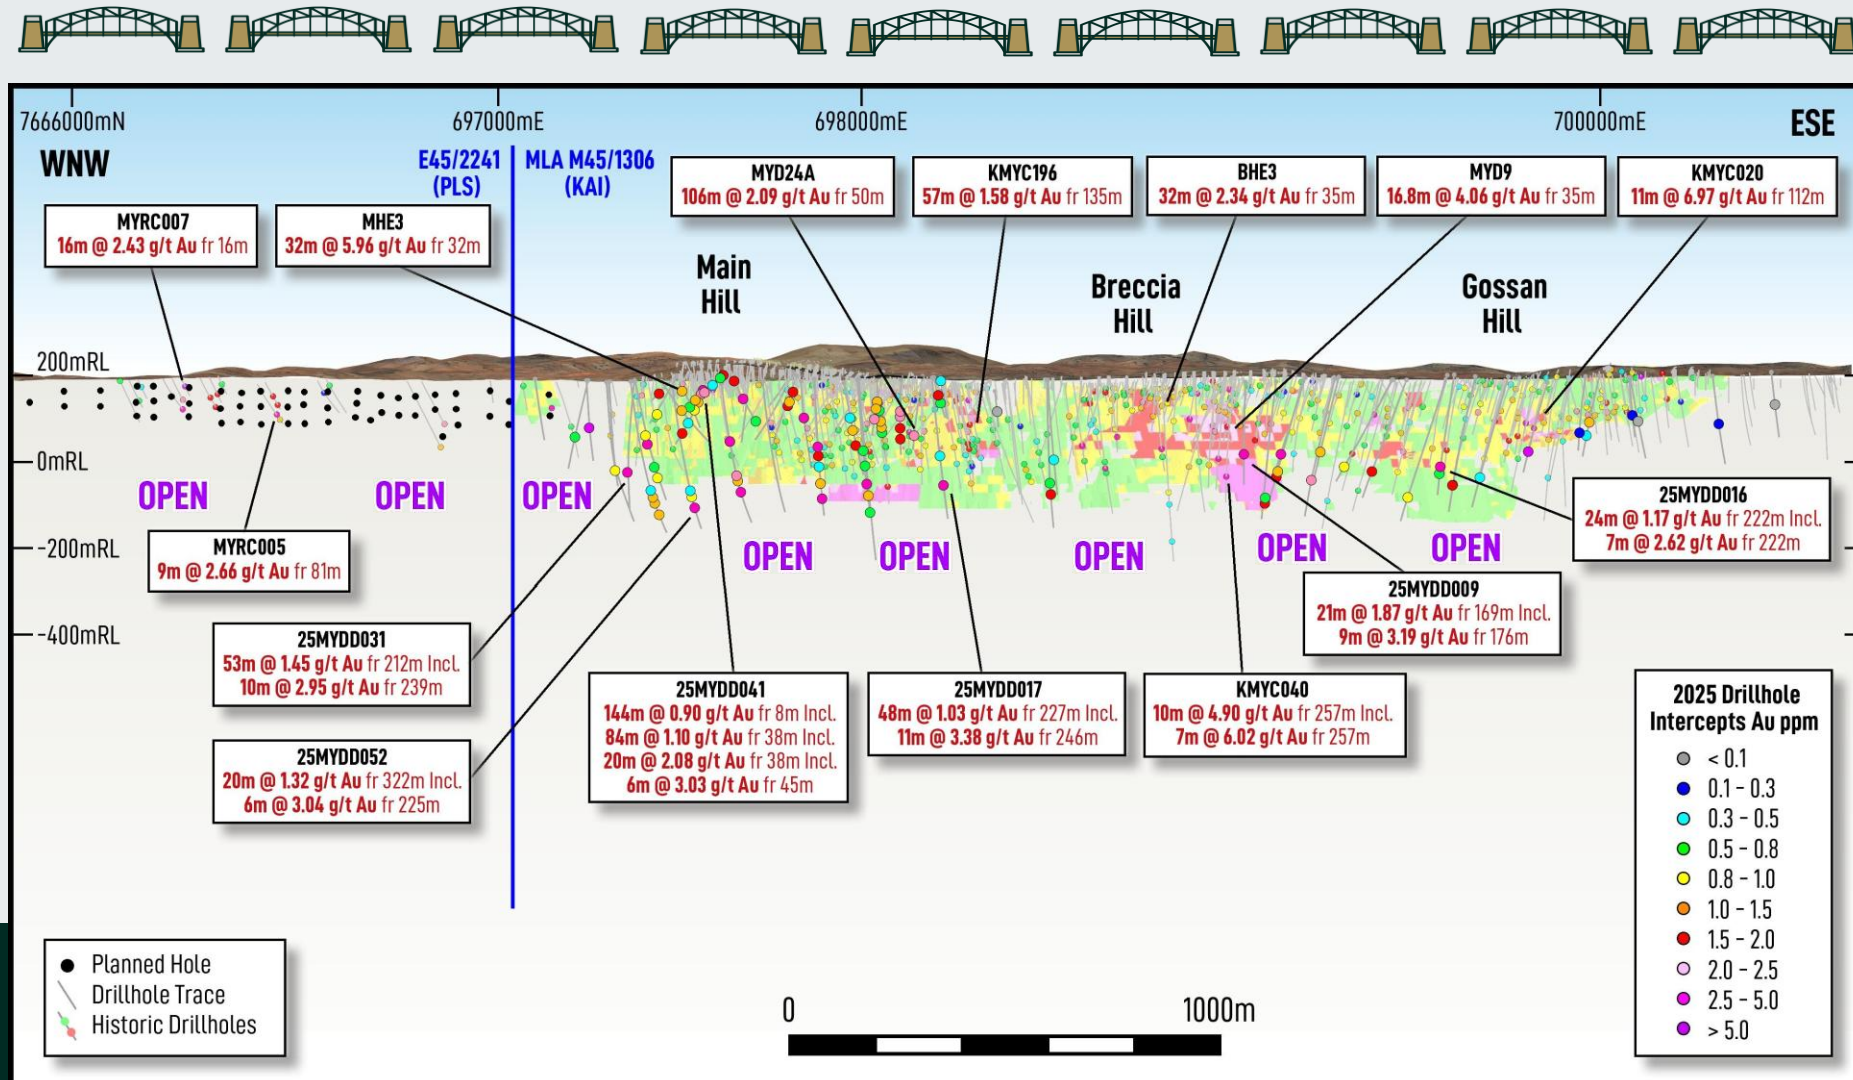 7666000mN
697000mE
698000mE
700000mE
WNW
ESE
E45/2241
(PLS)
MLA M45/1306
(KAI)
MYRC007
16m @ 2.43 g/t Au fr 16m
MHE3
32m @ 5.96 g/t Au fr 32m
MYD24A
106m @ 2.09 g/t Au fr 50m
KMYC196
57m @ 1.58 g/t Au fr 135m
BHE3
32m @ 2.34 g/t Au fr 35m
MYD9
16.8m @ 4.06 g/t Au fr 35m
KMYC020
11m @ 6.97 g/t Au fr 112m
Main
Hill
Breccia
Hill
Gossan
Hill
200mRL
0mRL
-200mRL
-400mRL
OPEN
OPEN
OPEN
OPEN
OPEN
OPEN
OPEN
OPEN
MYRC005
9m @ 2.66 g/t Au fr 81m
25MYDD016
24m @ 1.17 g/t Au fr 222m Incl.
7m @ 2.62 g/t Au fr 222m
25MYDD009
21m @ 1.87 g/t Au fr 169m Incl.
9m @ 3.19 g/t Au fr 176m
25MYDD031
53m @ 1.45 g/t Au fr 212m Incl.
10m @ 2.95 g/t Au fr 239m
25MYDD052
20m @ 1.32 g/t Au fr 322m Incl.
6m @ 3.04 g/t Au fr 225m
25MYDD041
144m @ 0.90 g/t Au fr 8m Incl.
84m @ 1.10 g/t Au fr 38m Incl.
20m @ 2.08 g/t Au fr 38m Incl.
6m @ 3.03 g/t Au fr 45m
25MYDD017
48m @ 1.03 g/t Au fr 227m Incl.
11m @ 3.38 g/t Au fr 246m
KMYC040
10m @ 4.90 g/t Au fr 257m Incl.
7m @ 6.02 g/t Au fr 257m
2025 Drillhole
Intercepts Au ppm
< 0.1
0.1 - 0.3
0.3 - 0.5
0.5 - 0.8
0.8 - 1.0
1.0 - 1.5
1.5 - 2.0
2.0 - 2.5
2.5 - 5.0
> 5.0
Planned Hole
Drillhole Trace
Historic Drillholes
0
1000m